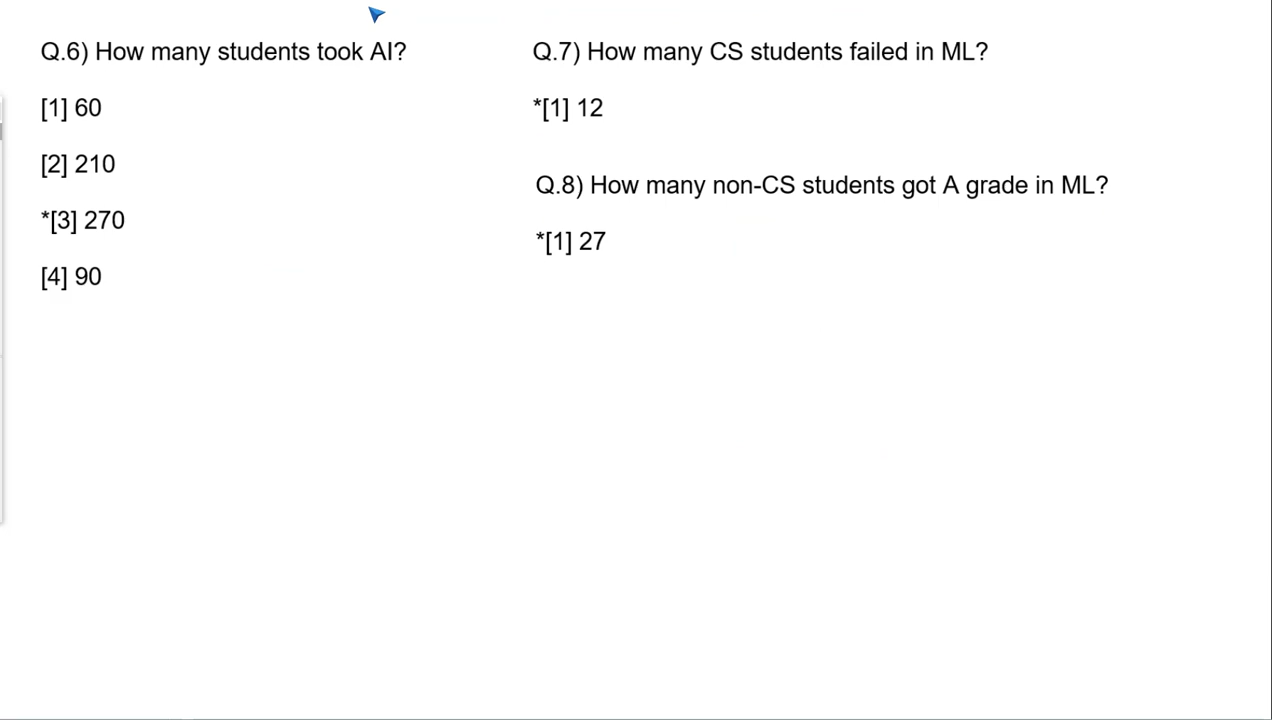 Q.6) How many students took AI?
[1] 60
[2] 210
*[3] 270
[4] 90
Q.7) How many CS students failed in ML?
*[1] 12
Q.8) How many non-CS students got A grade in ML?
*[1] 27